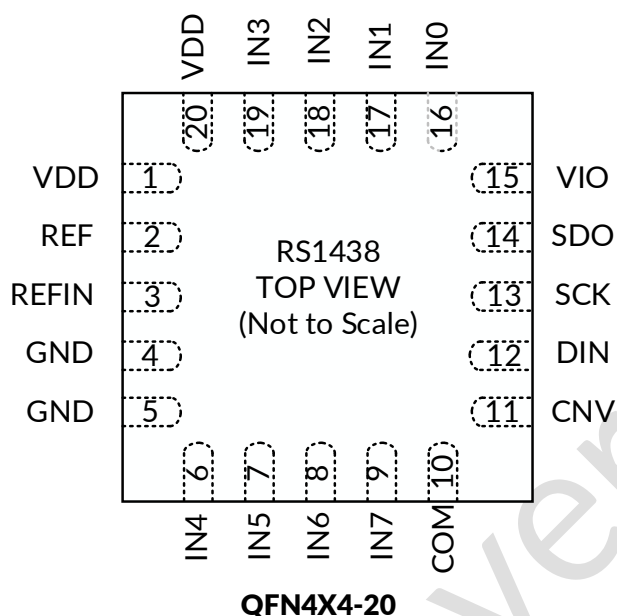 VDD IN3 IN2 IN1 IN0
20 19 18 17 16
VDD 1 15 VIO
REF 2 14 SDO
RS1438
TOP VIEW
(Not to Scale)
REFIN 3 13 SCK
GND 4 12 DIN
GND 5 11 CNV
6 7 8 9 10
IN4 IN5 IN6 IN7 COM
QFN4X4-20